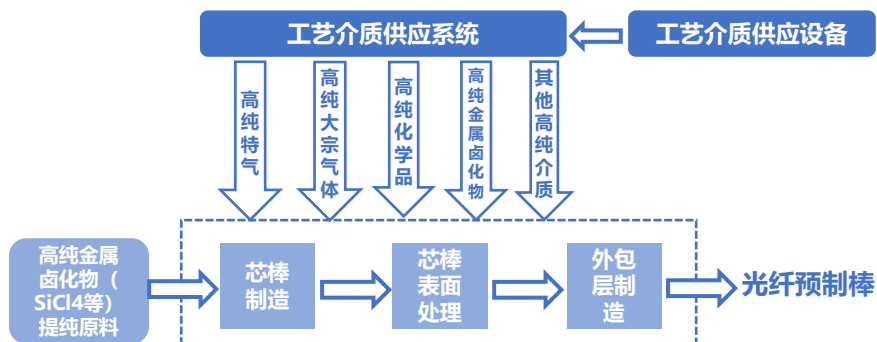 工艺介质供应系统
工艺介质供应设备
高纯特气
高纯大宗气体
高纯化学品
高纯金属卤化物
其他高纯介质
高纯金属
卤化物（
SiCl4等）
提纯原料
芯棒
制造
芯棒
表面
处理
外包
层制
造
光纤预制棒